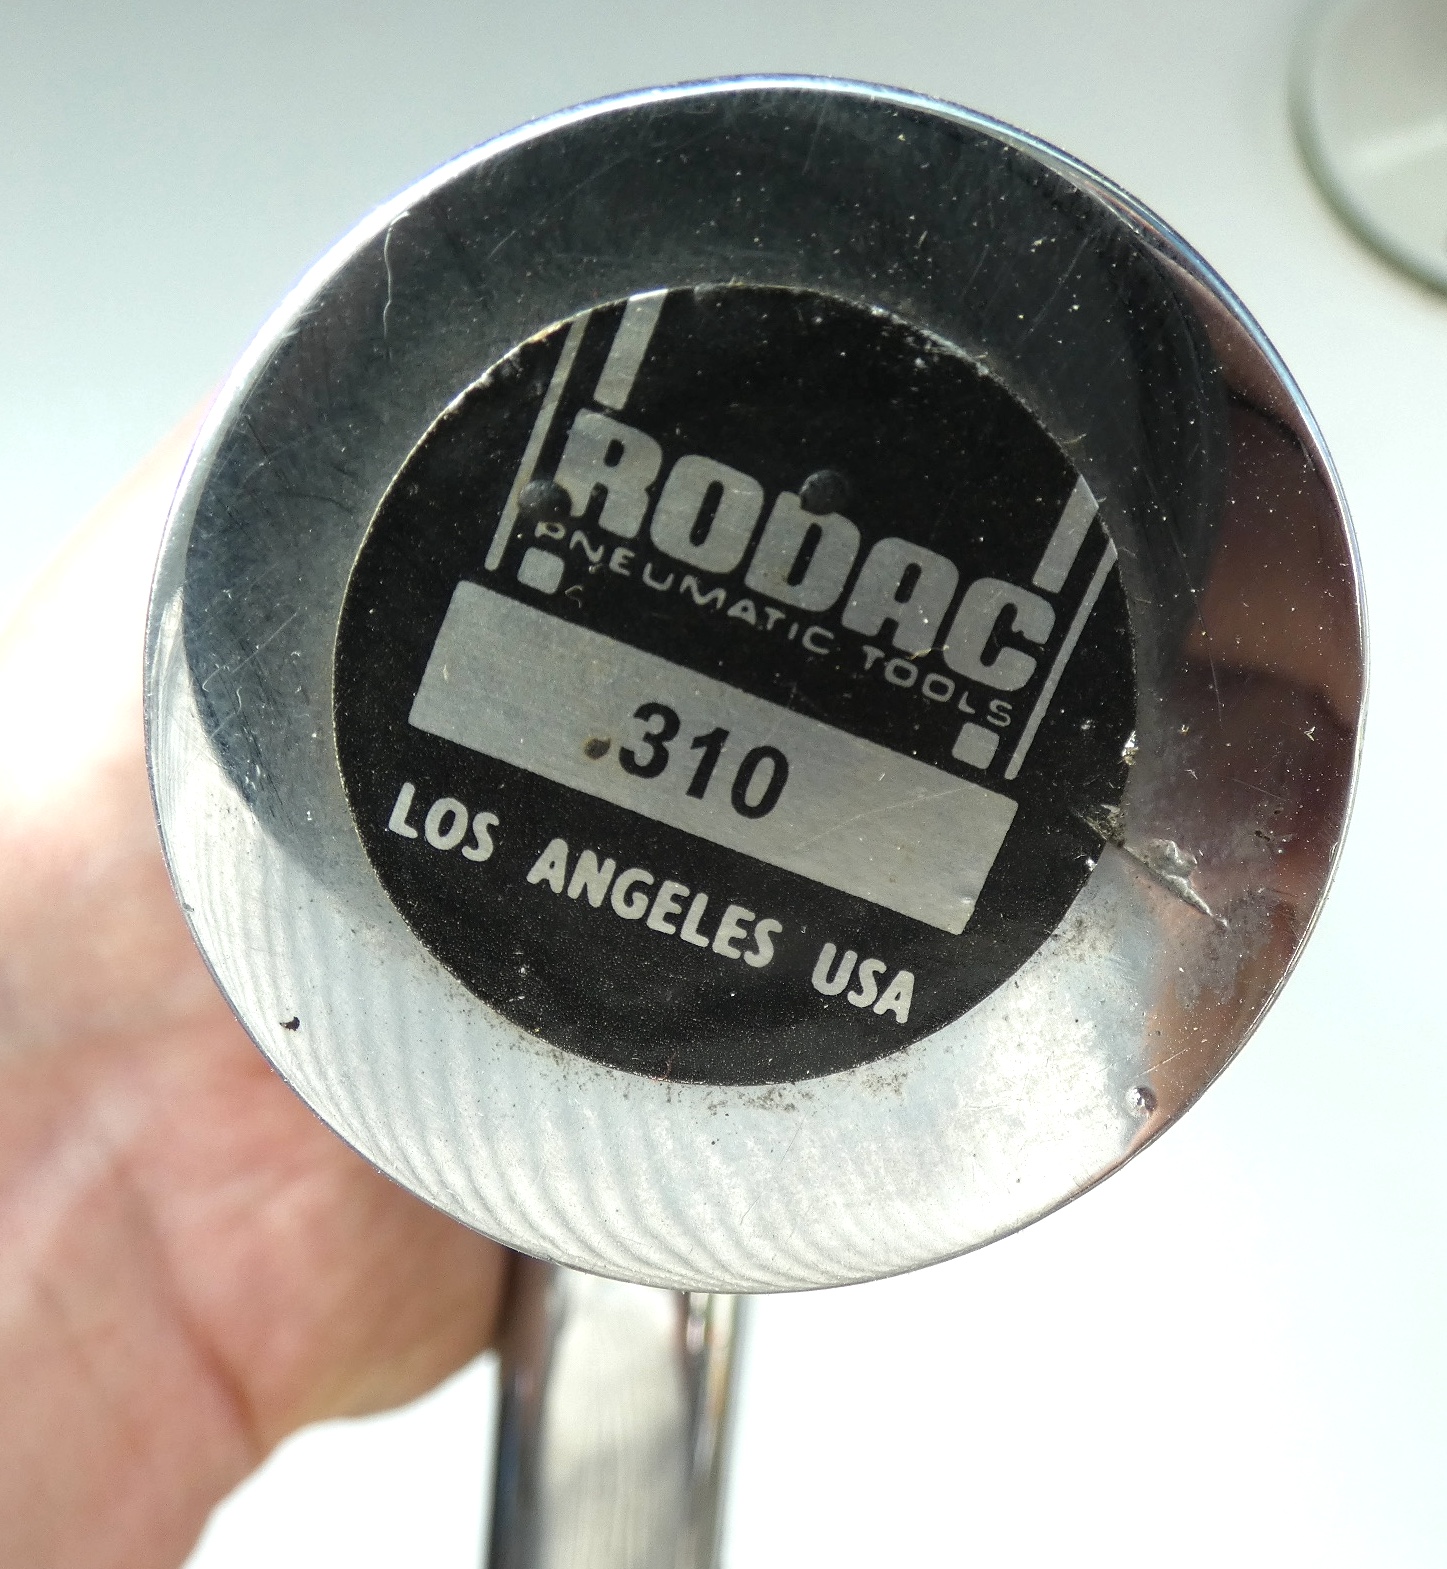 RODAC
PNEUMATIC TOOLS
310
LOS ANGELES USA